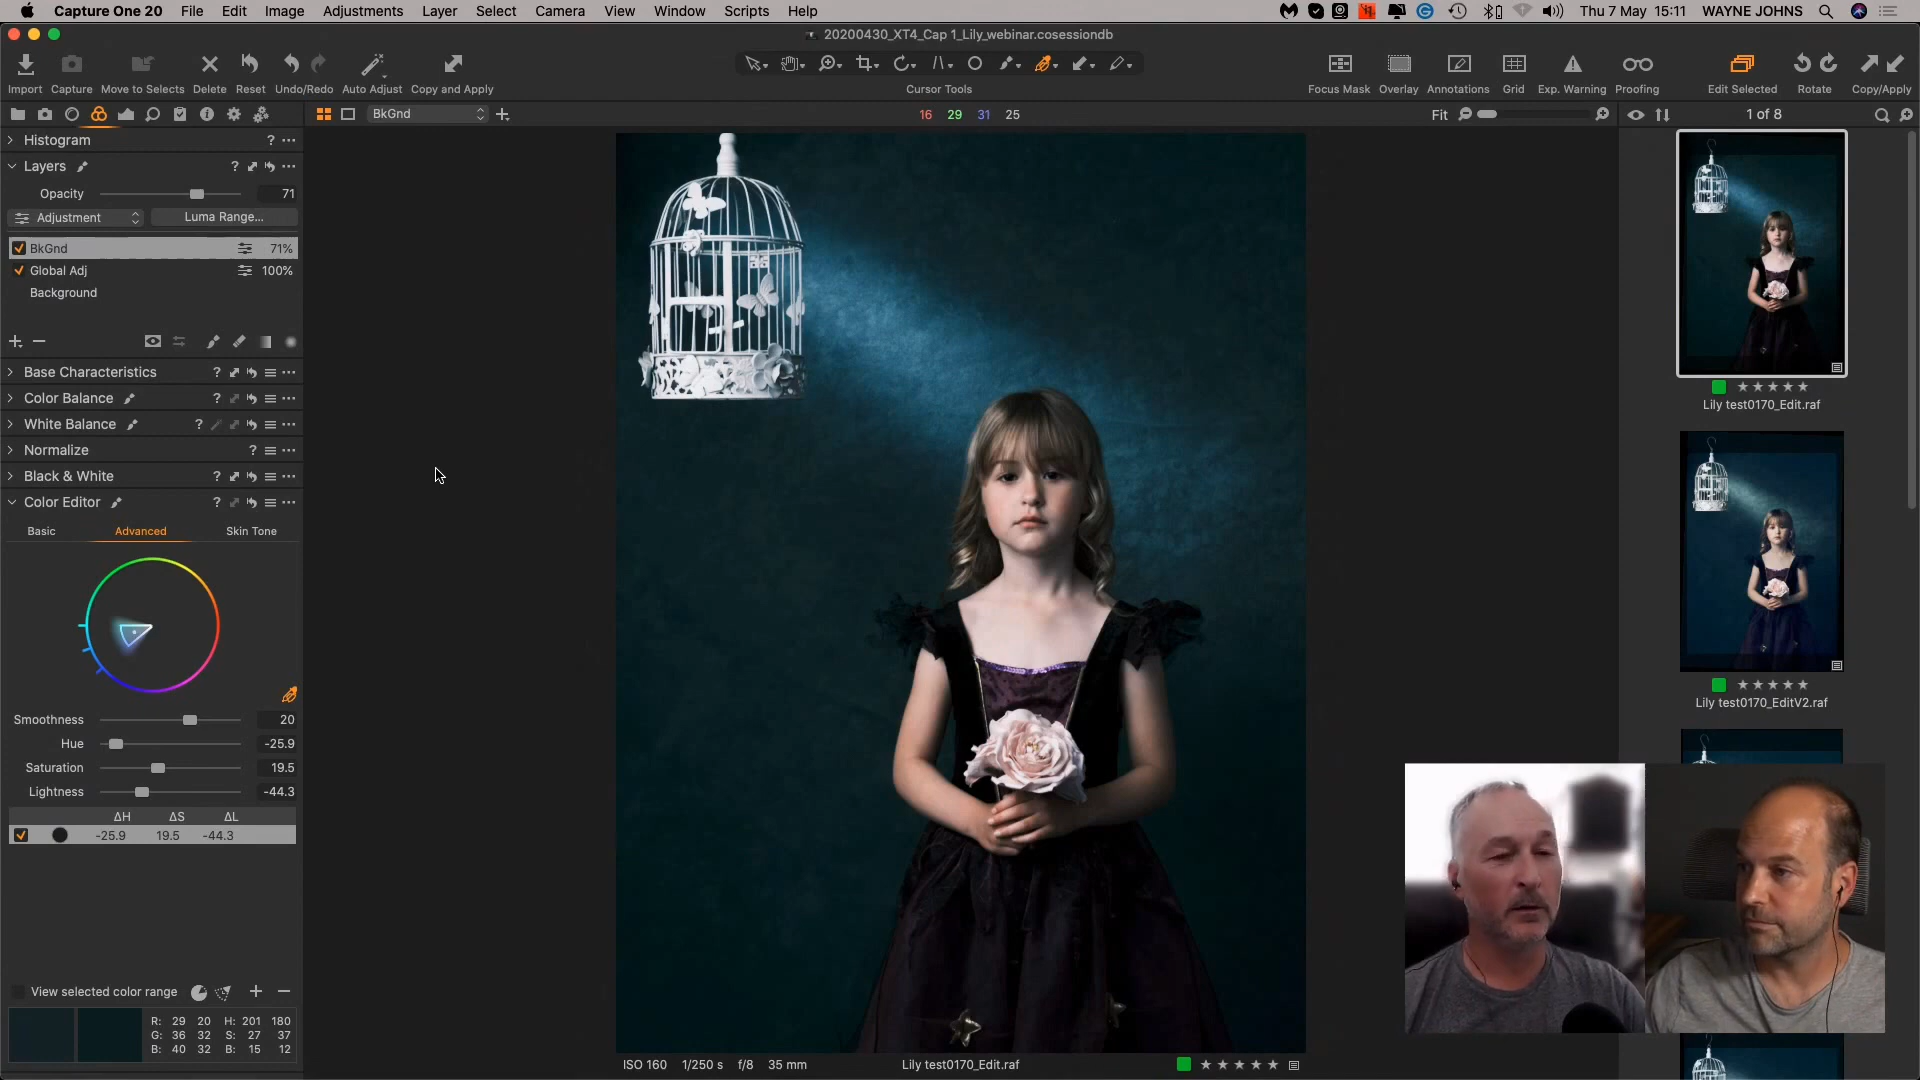 Capture One 20 File Edit Image Adjustments Layer Select Camera View Window Scripts Help Thu 7 May 15:11 WAYNE JOHNS
20200430_XT4_Cap 1_Lily_webinar.cosessiondb
Import Capture Move to Selects Delete Reset Undo/Redo Auto Adjust Copy and Apply Cursor Tools Focus Mask Overlay Annotations Grid Exp. Warning Proofing Edit Selected Rotate Copy/Apply
BkGnd 16 29 31 25 Fit 1 of 8
Histogram
Layers
Opacity 71
Adjustment Luma Range...
BkGnd 71%
Global Adj 100%
Background
Base Characteristics
Color Balance
White Balance
Normalize
Black & White
Color Editor
Basic Advanced Skin Tone
Smoothness 20
Hue -25.9
Saturation 19.5
Lightness -44.3
ΔH ΔS ΔL
-25.9 19.5 -44.3
View selected color range
R: 29 20 H: 201 180
G: 36 32 S: 27 37
B: 40 32 B: 15 12
ISO 160 1/250 s f/8 35 mm Lily test0170_Edit.raf
Lily test0170_Edit.raf
Lily test0170_EditV2.raf